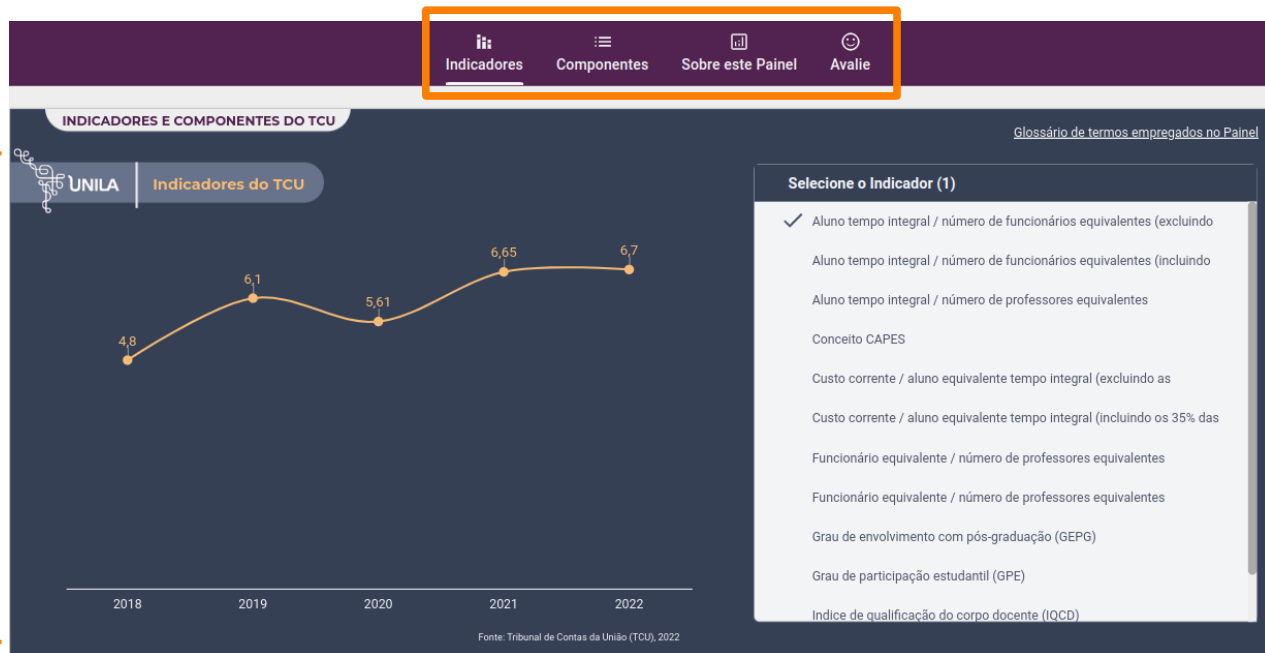 Indicadores
Componentes
Sobre este Painel
Avalie
INDICADORES E COMPONENTES DO TCU
Glossário de termos empregados no Painel
UNILA
Indicadores do TCU
4,8
6,1
5,61
6,65
6,7
2018
2019
2020
2021
2022
Fonte: Tribunal de Contas da União (TCU), 2022
Selecione o Indicador (1)
Aluno tempo integral / número de funcionários equivalentes (excluindo
Aluno tempo integral / número de funcionários equivalentes (incluindo
Aluno tempo integral / número de professores equivalentes
Conceito CAPES
Custo corrente / aluno equivalente tempo integral (excluindo as
Custo corrente / aluno equivalente tempo integral (incluindo os 35% das
Funcionário equivalente / número de professores equivalentes
Funcionário equivalente / número de professores equivalentes
Grau de envolvimento com pós-graduação (GEPG)
Grau de participação estudantil (GPE)
Indice de qualificação do corpo docente (IQCD)